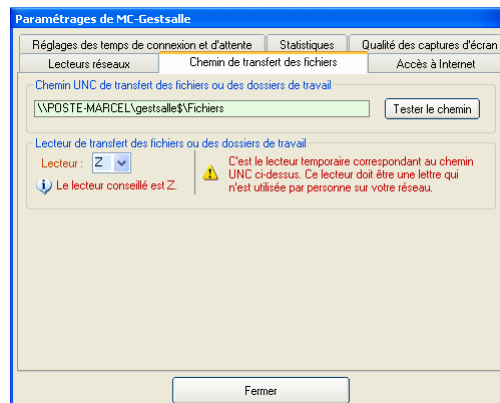 Paramétrages de MC-Gestsalle
Réglages des temps de connexion et d'attente
Statistiques
Qualité des captures d'écran
Lecteurs réseaux
Chemin de transfert des fichiers
Accès à Internet
Chemin UNC de transfert des fichiers ou des dossiers de travail
\\POSTE-MARCEL\gestsalle$\Fichiers
Tester le chemin
Lecteur de transfert des fichiers ou des dossiers de travail
Lecteur :
Z
Le lecteur conseillé est Z.
C'est le lecteur temporaire correspondant au chemin
UNC ci-dessus. Ce lecteur doit être une lettre qui
n'est utilisée par personne sur votre réseau.
Fermer